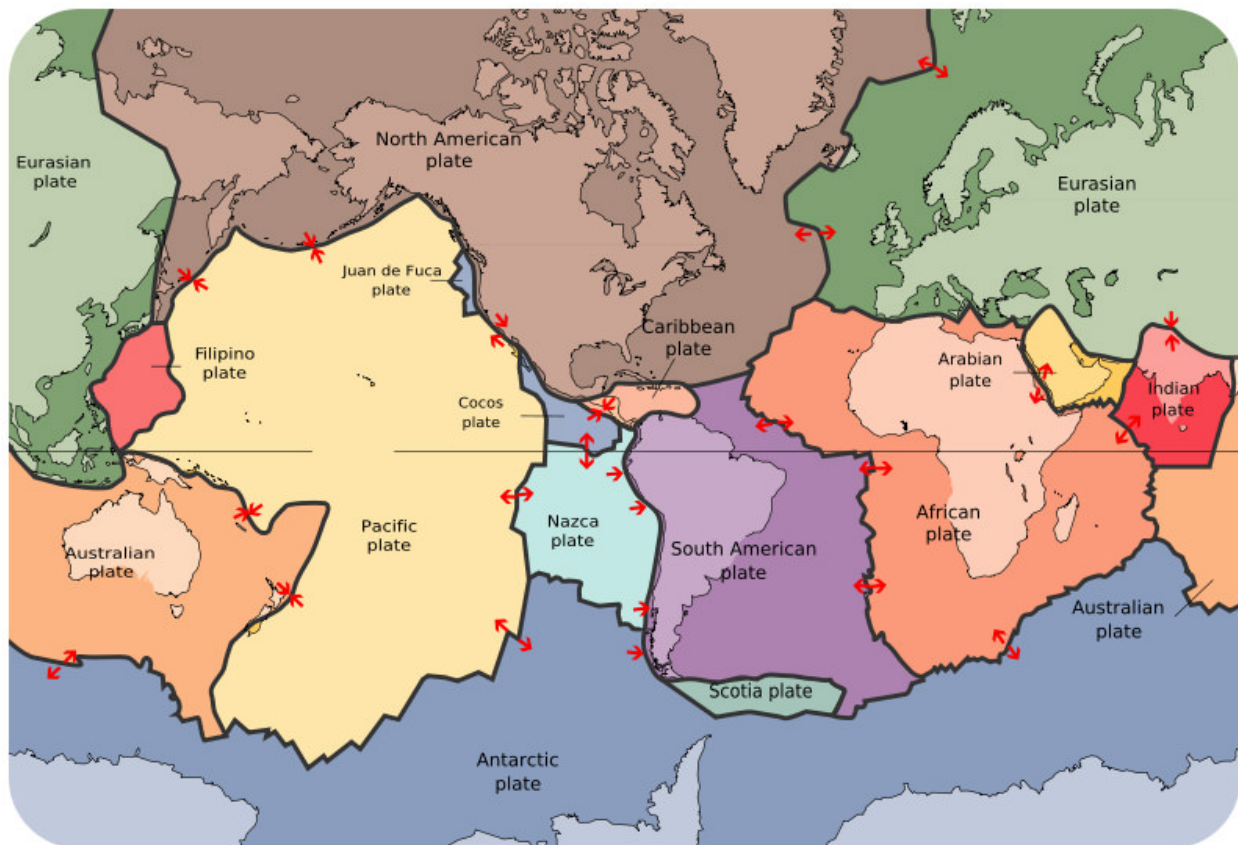 North American
plate
Eurasian
plate
Eurasian
plate
Juan de Fuca
plate
Caribbean
plate
Filipino
plate
Arabian
plate
Indian
plate
Cocos
plate
Pacific
plate
Nazca
plate
African
plate
South American
plate
Australian
plate
Australian
plate
Scotia plate
Antarctic
plate